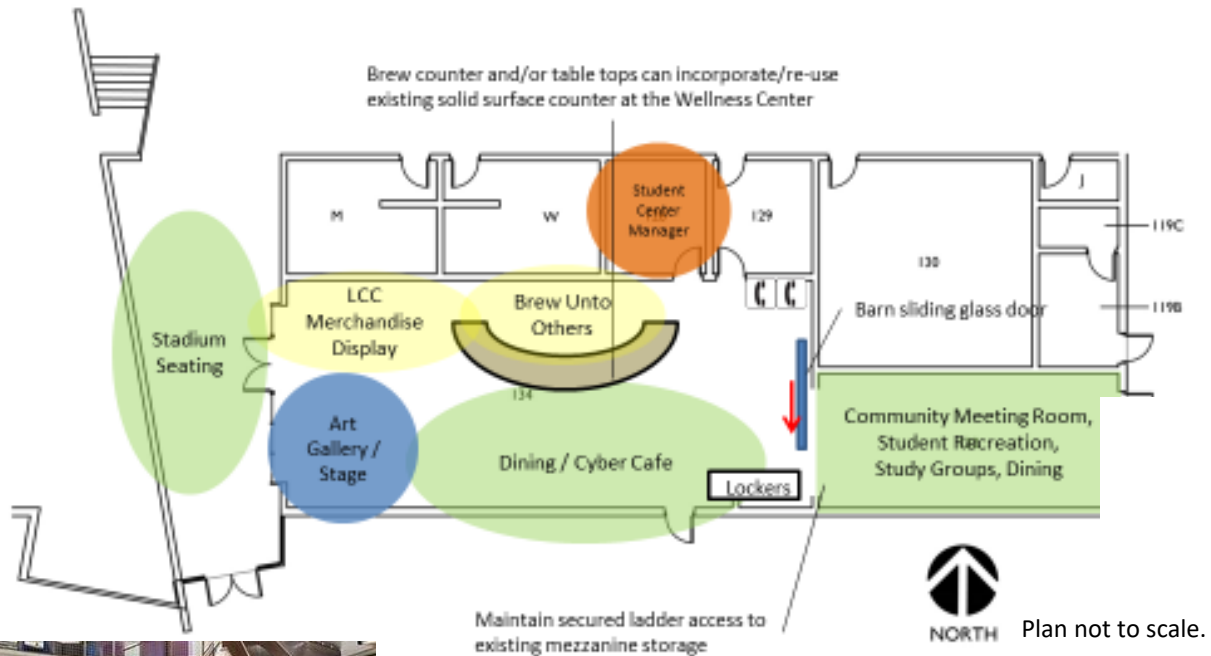 Brew counter and/or table tops can incorporate/re-use
existing solid surface counter at the Wellness Center
M
W
Student
Center
Manager
129
J
119C
130
119B
LCC
Merchandise
Display
Brew Unto
Others
Barn sliding glass door
Stadium
Seating
134
Art
Gallery /
Stage
Dining / Cyber Cafe
Community Meeting Room,
Student Recreation,
Study Groups, Dining
Lockers
Maintain secured ladder access to
existing mezzanine storage
NORTH
Plan not to scale.